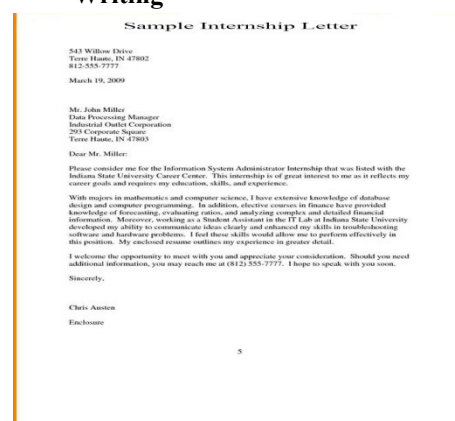 Writing
Sample Internship Letter
543 Willow Drive
Terre Haute, IN 47802
812-555-7777
March 19, 2009
Mr. John Miller
Data Processing Manager
Industrial Outlet Corporation
293 Corporate Square
Terre Haute, IN 47803
Dear Mr. Miller:
Please consider me for the Information System Administrator Internship that was listed with the
Indiana State University Career Center. This internship is of great interest to me as it reflects my
career goals and requires my education, skills, and experience.
With majors in mathematics and computer science, I have extensive knowledge of database
design and computer programming. In addition, elective courses in finance have provided
knowledge of forecasting, evaluating ratios, and analyzing complex and detailed financial
information. Moreover, working as a Student Assistant in the IT Lab at Indiana State University
developed my ability to communicate ideas clearly and enhanced my skills in troubleshooting
software and hardware problems. I feel these skills would allow me to perform effectively in
this position. My enclosed resume outlines my experience in greater detail.
I welcome the opportunity to meet with you and appreciate your consideration. Should you need
additional information, you may reach me at (812) 555-7777. I hope to speak with you soon.
Sincerely,
Chris Austen
Enclosure
5